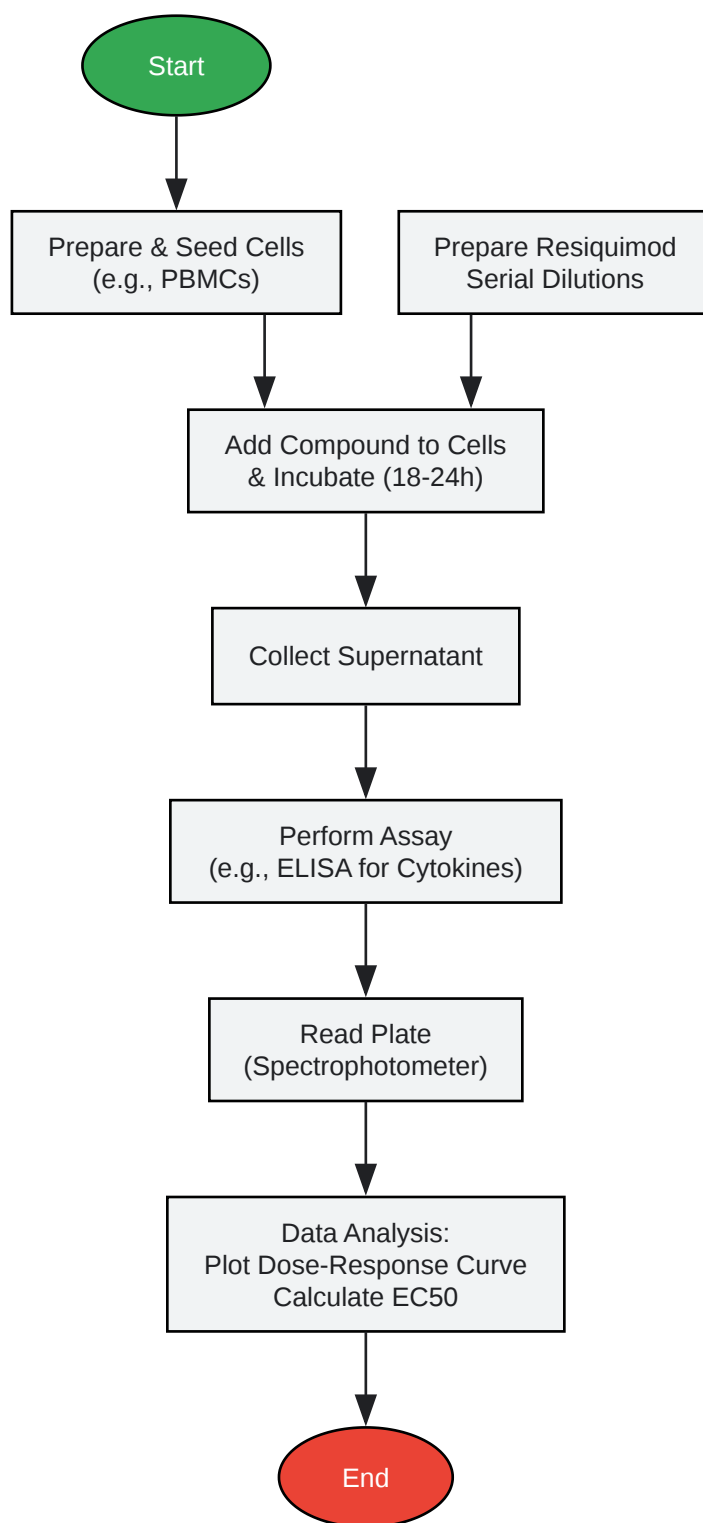 Start
Prepare & Seed Cells
(e.g., PBMCs)
Prepare Resiquimod
Serial Dilutions
Add Compound to Cells
& Incubate (18-24h)
Collect Supernatant
Perform Assay
(e.g., ELISA for Cytokines)
Read Plate
(Spectrophotometer)
Data Analysis:
Plot Dose-Response Curve
Calculate EC50
End